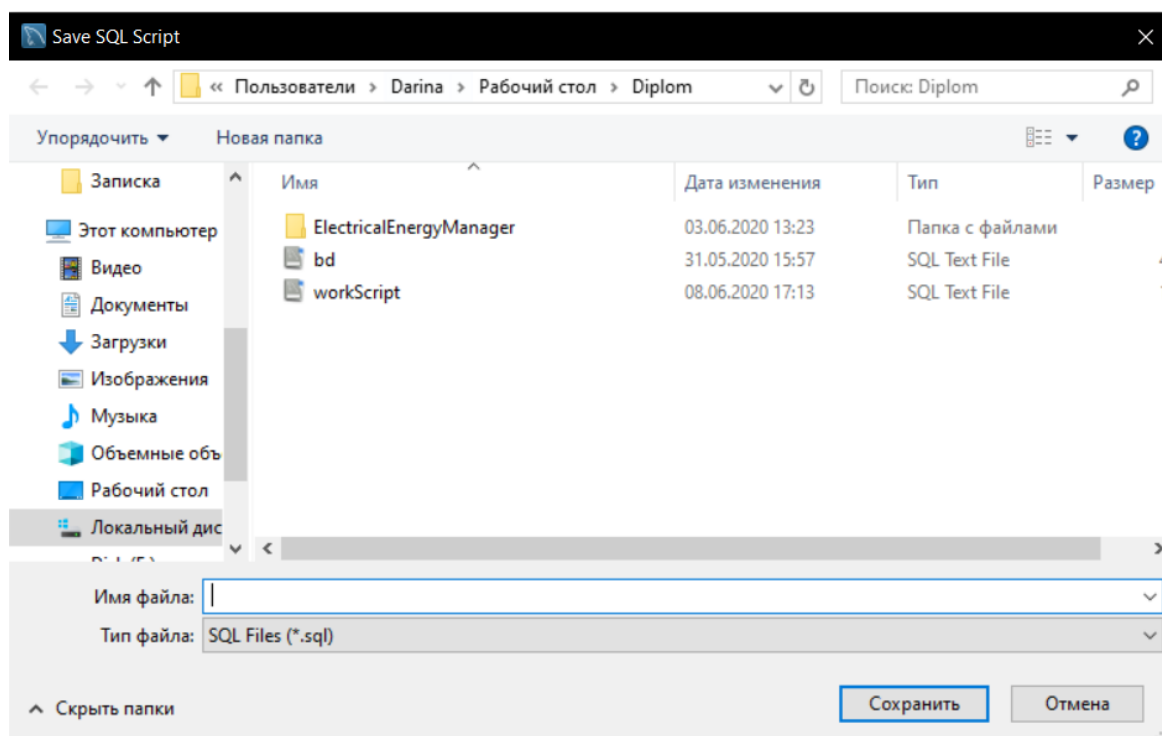 Save SQL Script
« Пользователи > Darina > Рабочий стол > Diplom
Поиск: Diplom
Упорядочить Новая папка
Имя Дата изменения Тип Размер
Записка
Этот компьютер
Видео
Документы
Загрузки
Изображения
Музыка
Объемные объ
Рабочий стол
Локальный дис
ElectricalEnergyManager 03.06.2020 13:23 Папка с файлами
bd 31.05.2020 15:57 SQL Text File
workScript 08.06.2020 17:13 SQL Text File
Имя файла:
Тип файла: SQL Files (*.sql)
Скрыть папки
Сохранить Отмена